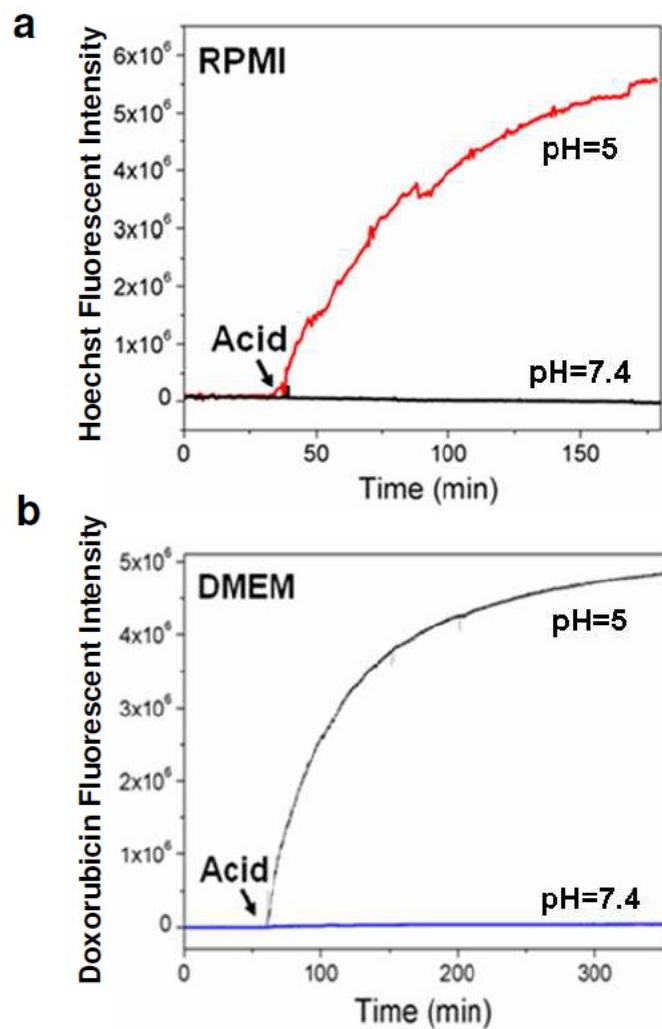 a
Hoechst Fluorescent Intensity
RPMI
6x10⁶
5x10⁶
4x10⁶
3x10⁶
2x10⁶
1x10⁶
0
pH=5
Acid
pH=7.4
0 50 100 150
Time (min)
b
Doxorubicin Fluorescent Intensity
DMEM
5x10⁶
4x10⁶
3x10⁶
2x10⁶
1x10⁶
0
pH=5
Acid
pH=7.4
0 100 200 300
Time (min)